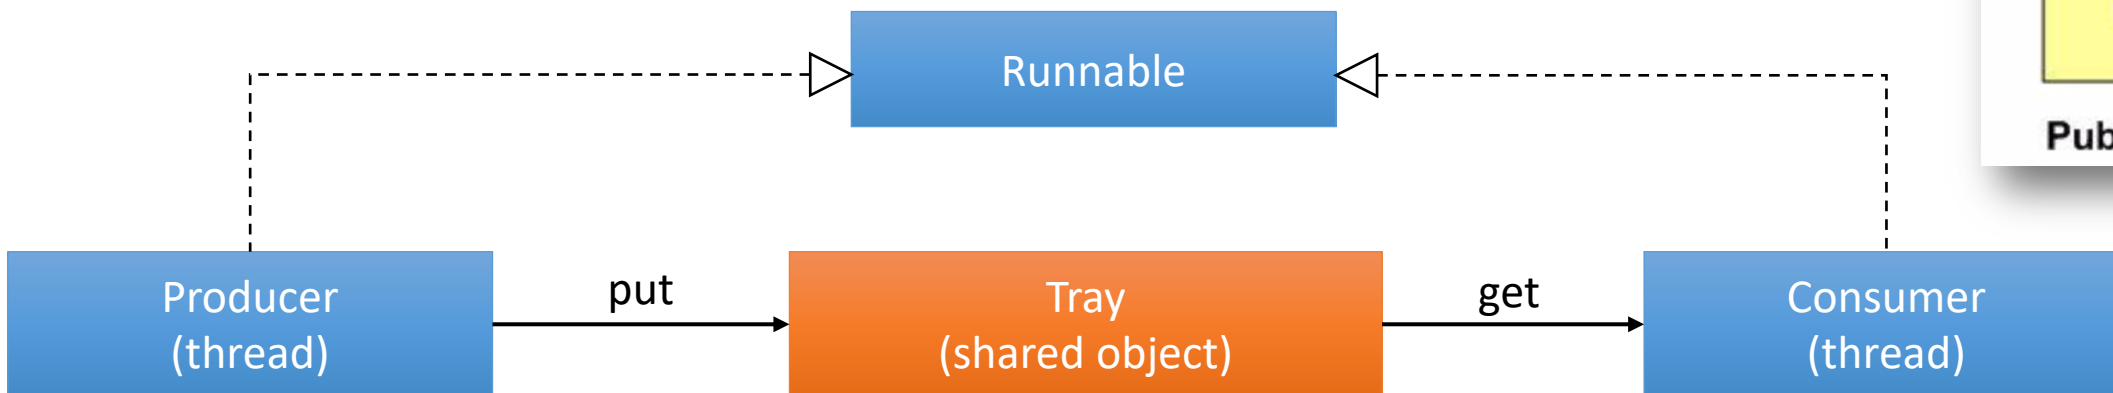 Runnable
Pub
Producer
(thread)
put
Tray
(shared object)
get
Consumer
(thread)